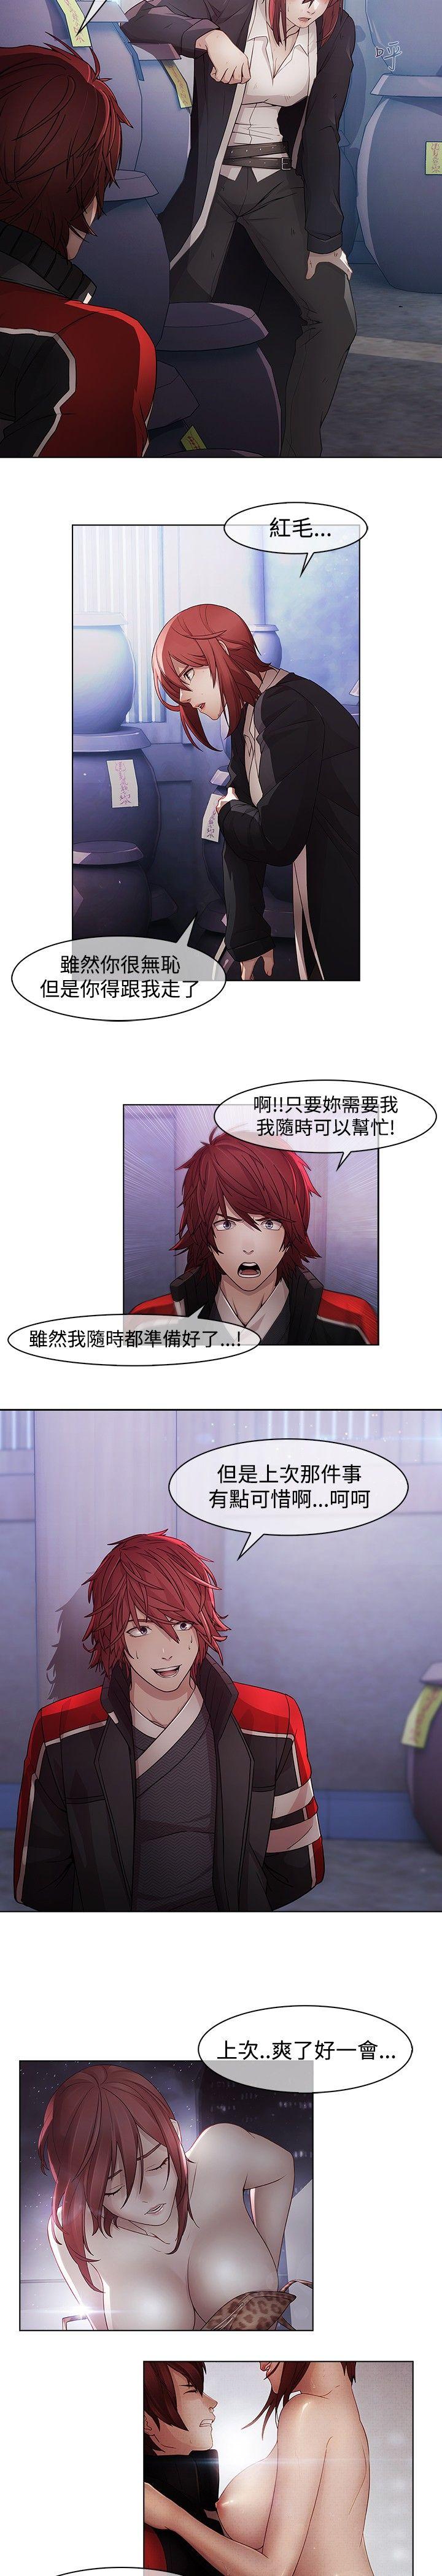 呼
紅毛...
雖然你很無恥
但是你得跟我走了
啊!!只要妳需要我
我隨時可以幫忙!
雖然我隨時都準備好了...!
但是上次那件事
有點可惜啊...呵呵
上次..爽了好一會...